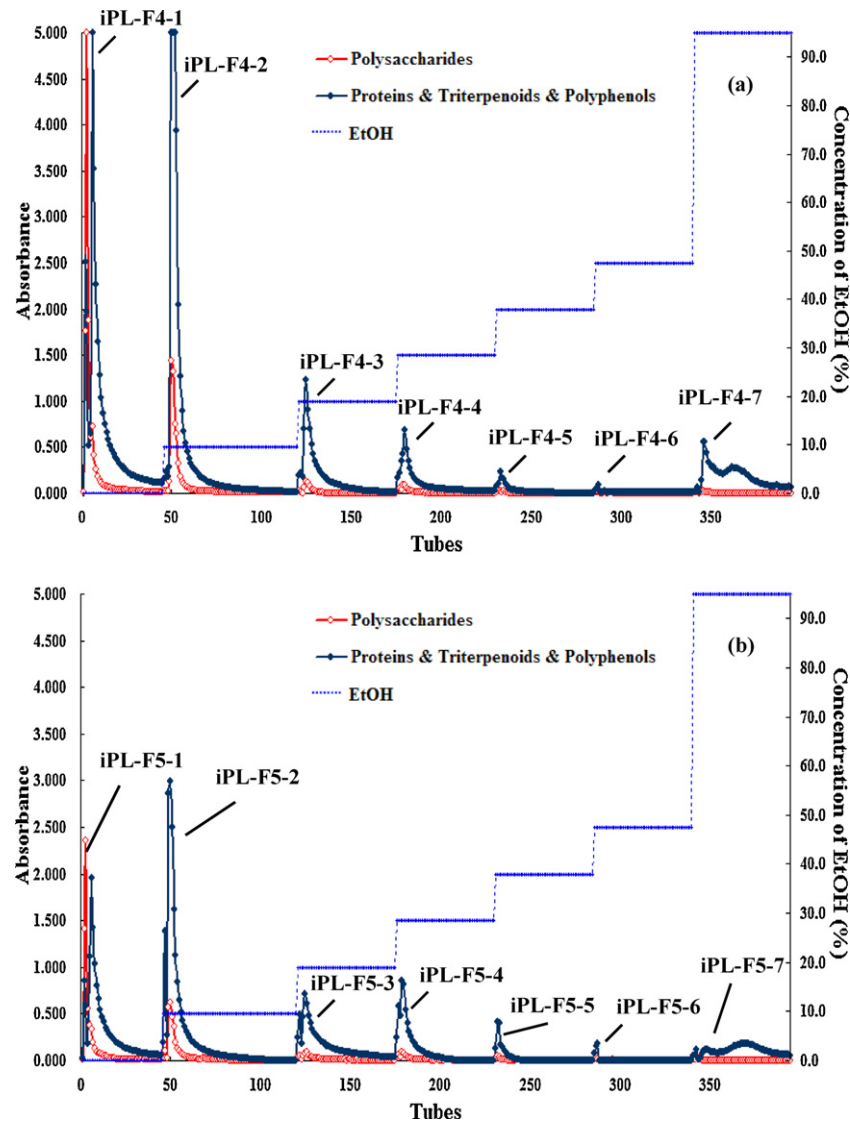 iPL-F4-1
iPL-F4-2
Polysaccharides
Proteins & Triterpenoids & Polyphenols
EtOH
(a)
iPL-F4-3
iPL-F4-4
iPL-F4-5
iPL-F4-6
iPL-F4-7
Absorbance
5.000
4.500
4.000
3.500
3.000
2.500
2.000
1.500
1.000
0.500
0.000
Concentration of EtOH (%)
90.0
80.0
70.0
60.0
50.0
40.0
30.0
20.0
10.0
0.0
0 50 100 150 200 250 300 350
Tubes
Polysaccharides
Proteins & Triterpenoids & Polyphenols
EtOH
(b)
iPL-F5-1
iPL-F5-2
iPL-F5-3
iPL-F5-4
iPL-F5-5
iPL-F5-6
iPL-F5-7
Absorbance
5.000
4.500
4.000
3.500
3.000
2.500
2.000
1.500
1.000
0.500
0.000
Concentration of EtOH (%)
90.0
80.0
70.0
60.0
50.0
40.0
30.0
20.0
10.0
0.0
0 50 100 150 200 250 300 350
Tubes